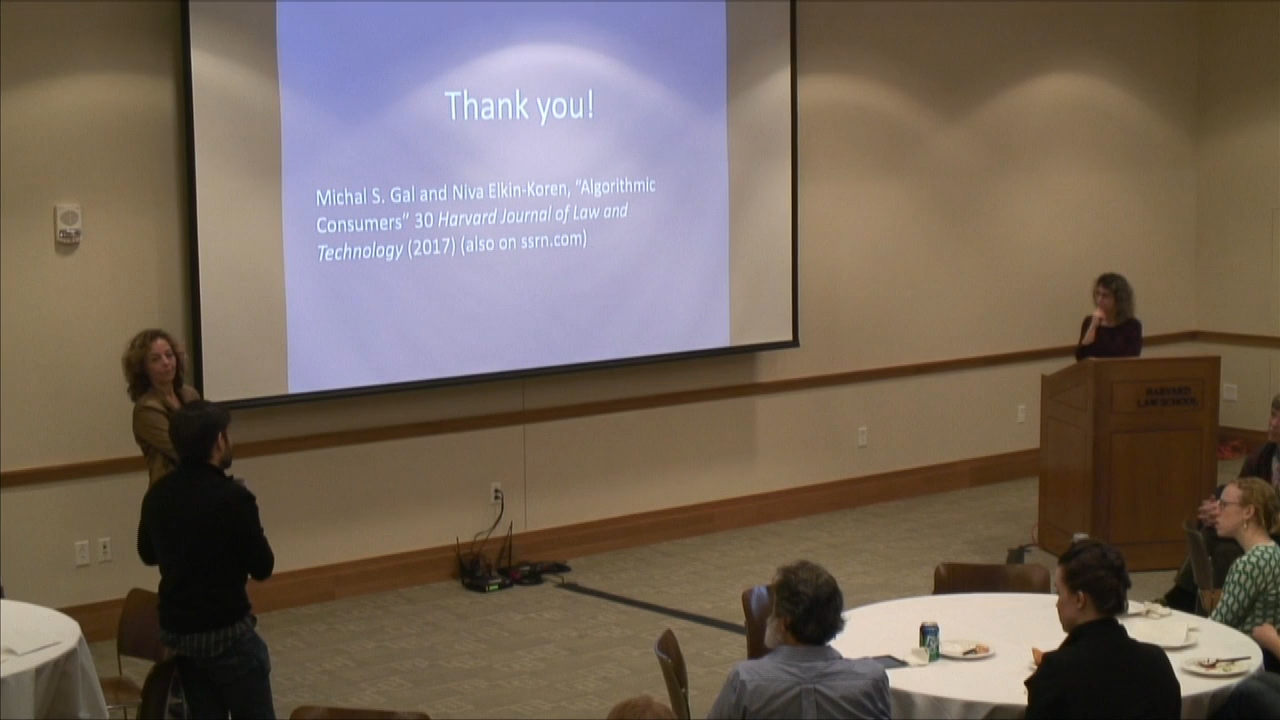 Thank you!
Michal S. Gal and Niva Elkin-Koren, "Algorithmic
Consumers" 30 Harvard Journal of Law and
Technology (2017) (also on ssrn.com)
HARVARD
LAW SCHOOL